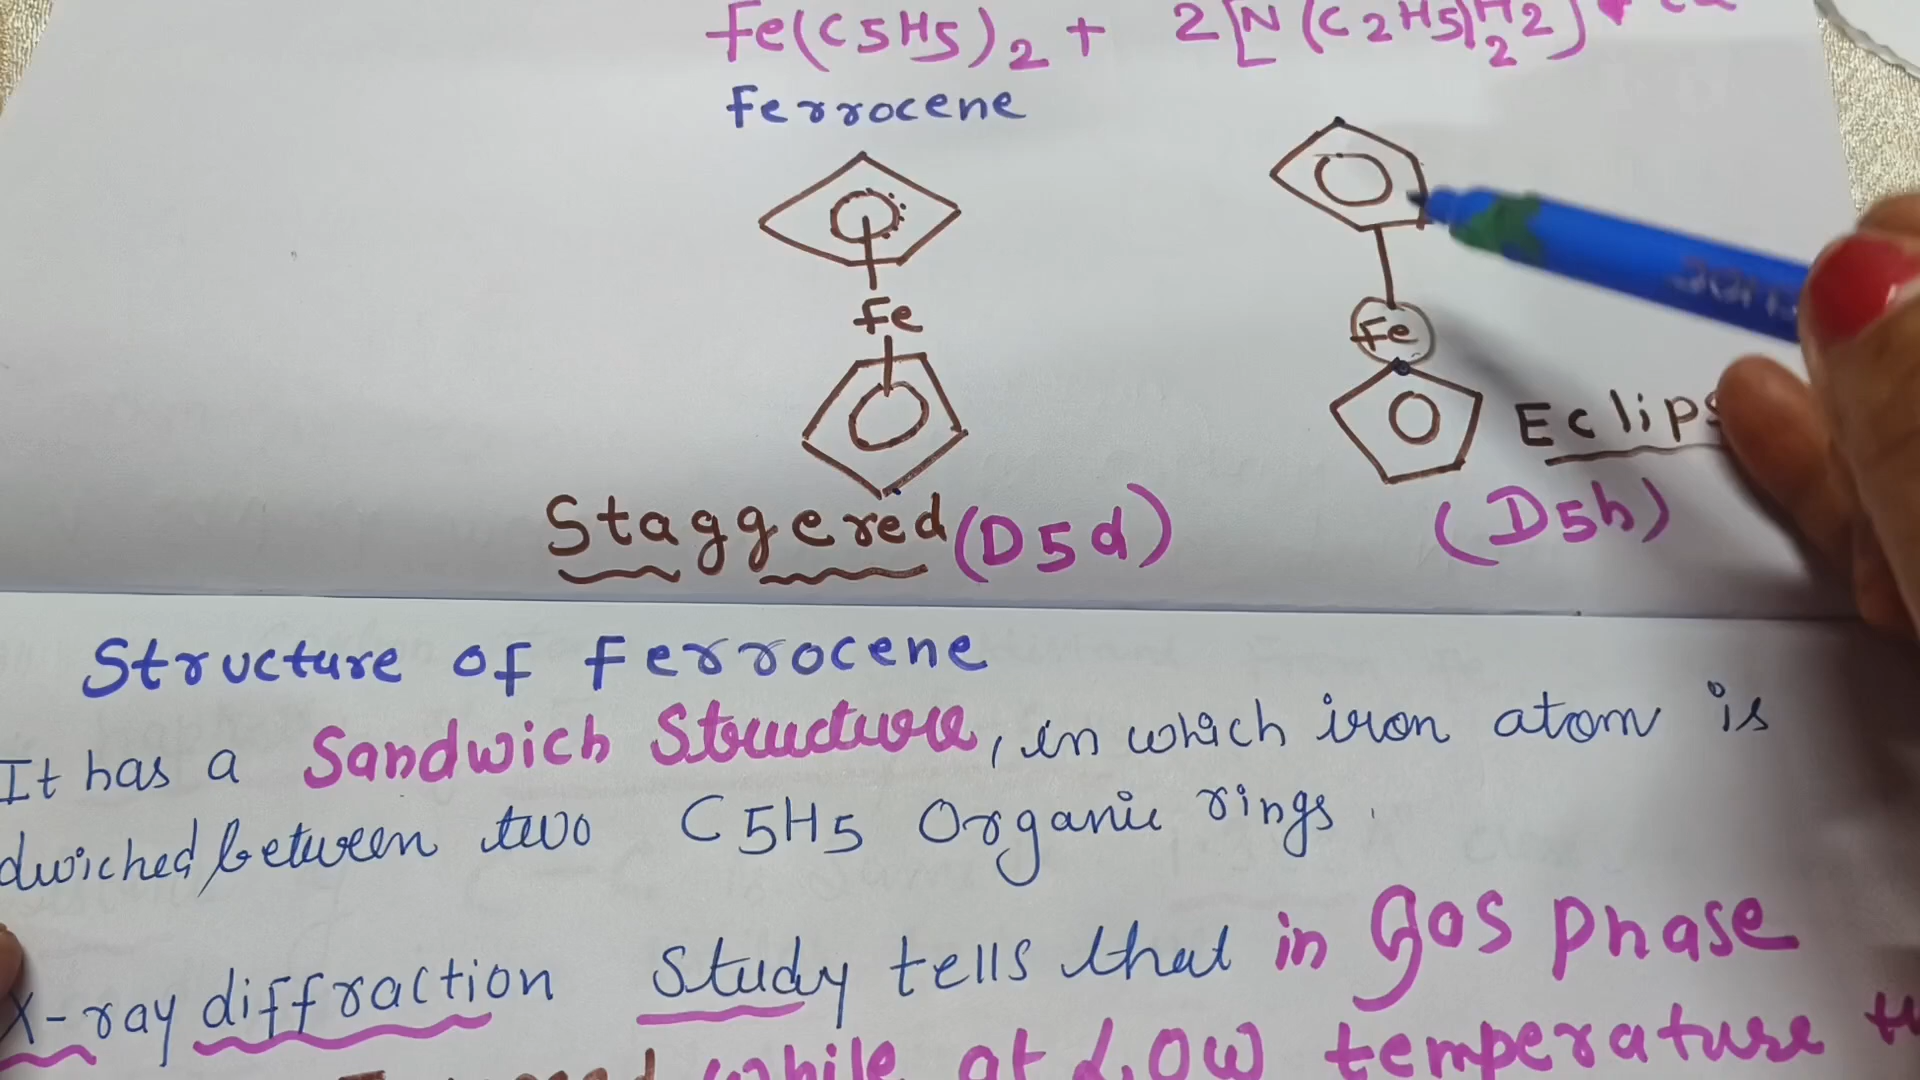 Fe(C5H5)2 + 2[N(C2H5)2H2]
Ferrocene
Fe
Fe
Eclips
Staggered (D5d)
(D5h)
Structure of Ferrocene
It has a Sandwich Structure, in which iron atom is
dwiched between two C5H5 Organic rings.
X-ray diffraction Study tells that in gas phase
while at Low temperature